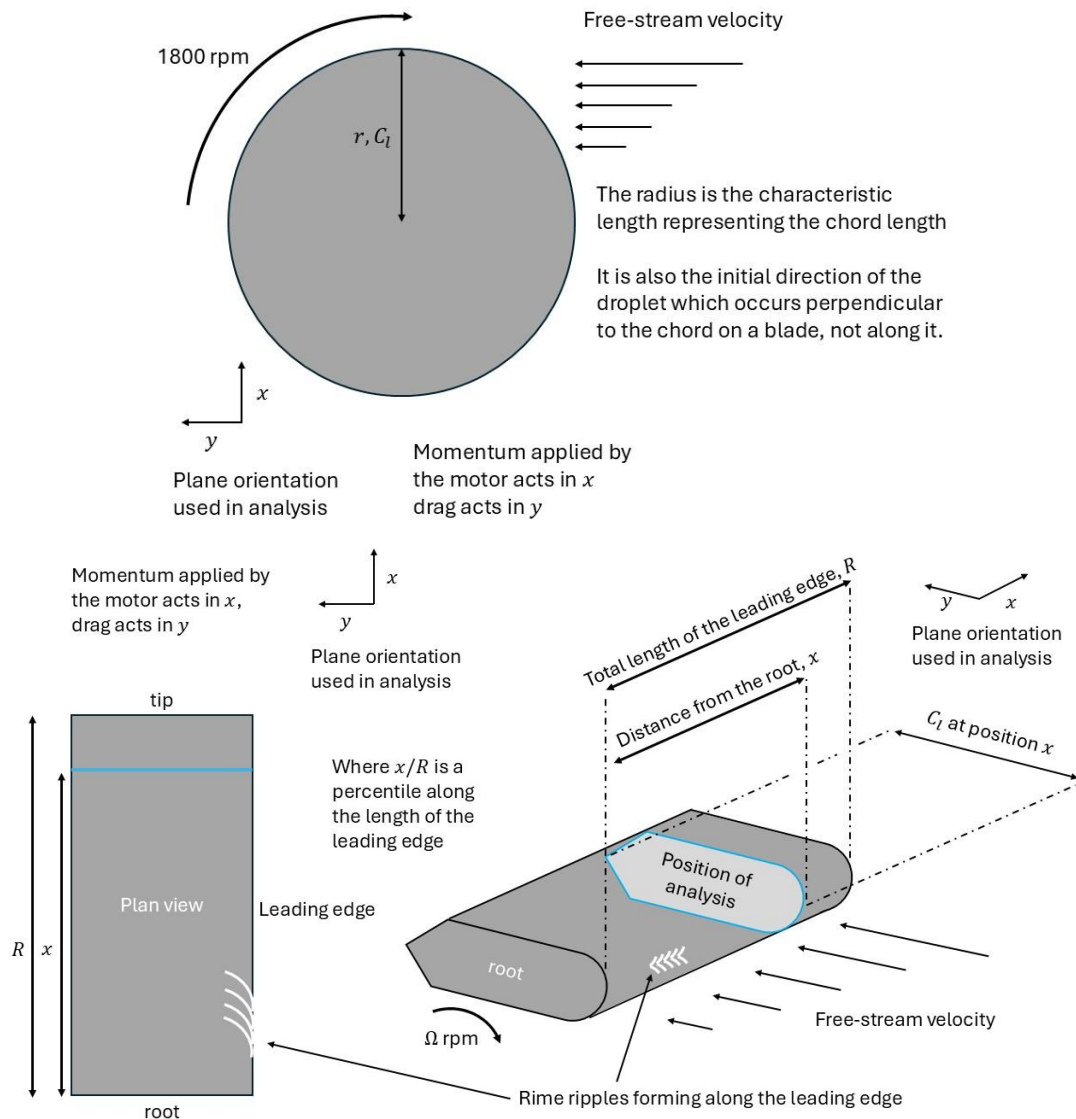 Free-stream velocity
1800 rpm
r, C_l
The radius is the characteristic
length representing the chord length
It is also the initial direction of the
droplet which occurs perpendicular
to the chord on a blade, not along it.
x
y
Plane orientation
used in analysis
Momentum applied by
the motor acts in x
drag acts in y
Momentum applied by
the motor acts in x,
drag acts in y
x
y
Plane orientation
used in analysis
Total length of the leading edge, R
Distance from the root, x
y
x
Plane orientation
used in analysis
C_l at position x
tip
Where x/R is a
percentile along
the length of the
leading edge
Plan view
Leading edge
R
x
root
Position of
analysis
root
Ω rpm
Free-stream velocity
Rime ripples forming along the leading edge